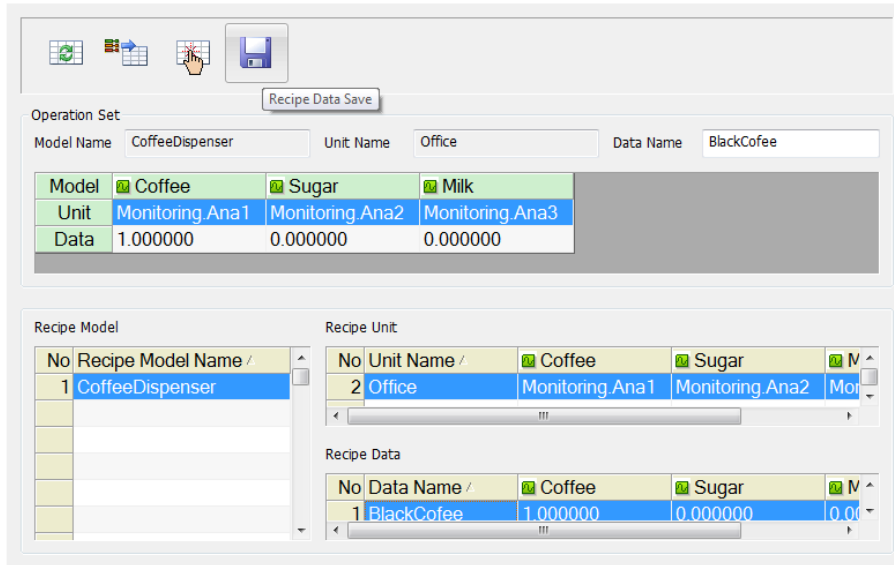 Recipe Data Save
Operation Set
Model Name CoffeeDispenser Unit Name Office Data Name BlackCofee
Model Coffee Sugar Milk
Unit Monitoring.Ana1 Monitoring.Ana2 Monitoring.Ana3
Data 1.000000 0.000000 0.000000
Recipe Model
No Recipe Model Name
1 CoffeeDispenser
Recipe Unit
No Unit Name Coffee Sugar M
2 Office Monitoring.Ana1 Monitoring.Ana2 Mor
Recipe Data
No Data Name Coffee Sugar M
1 BlackCofee 1.000000 0.000000 0.00